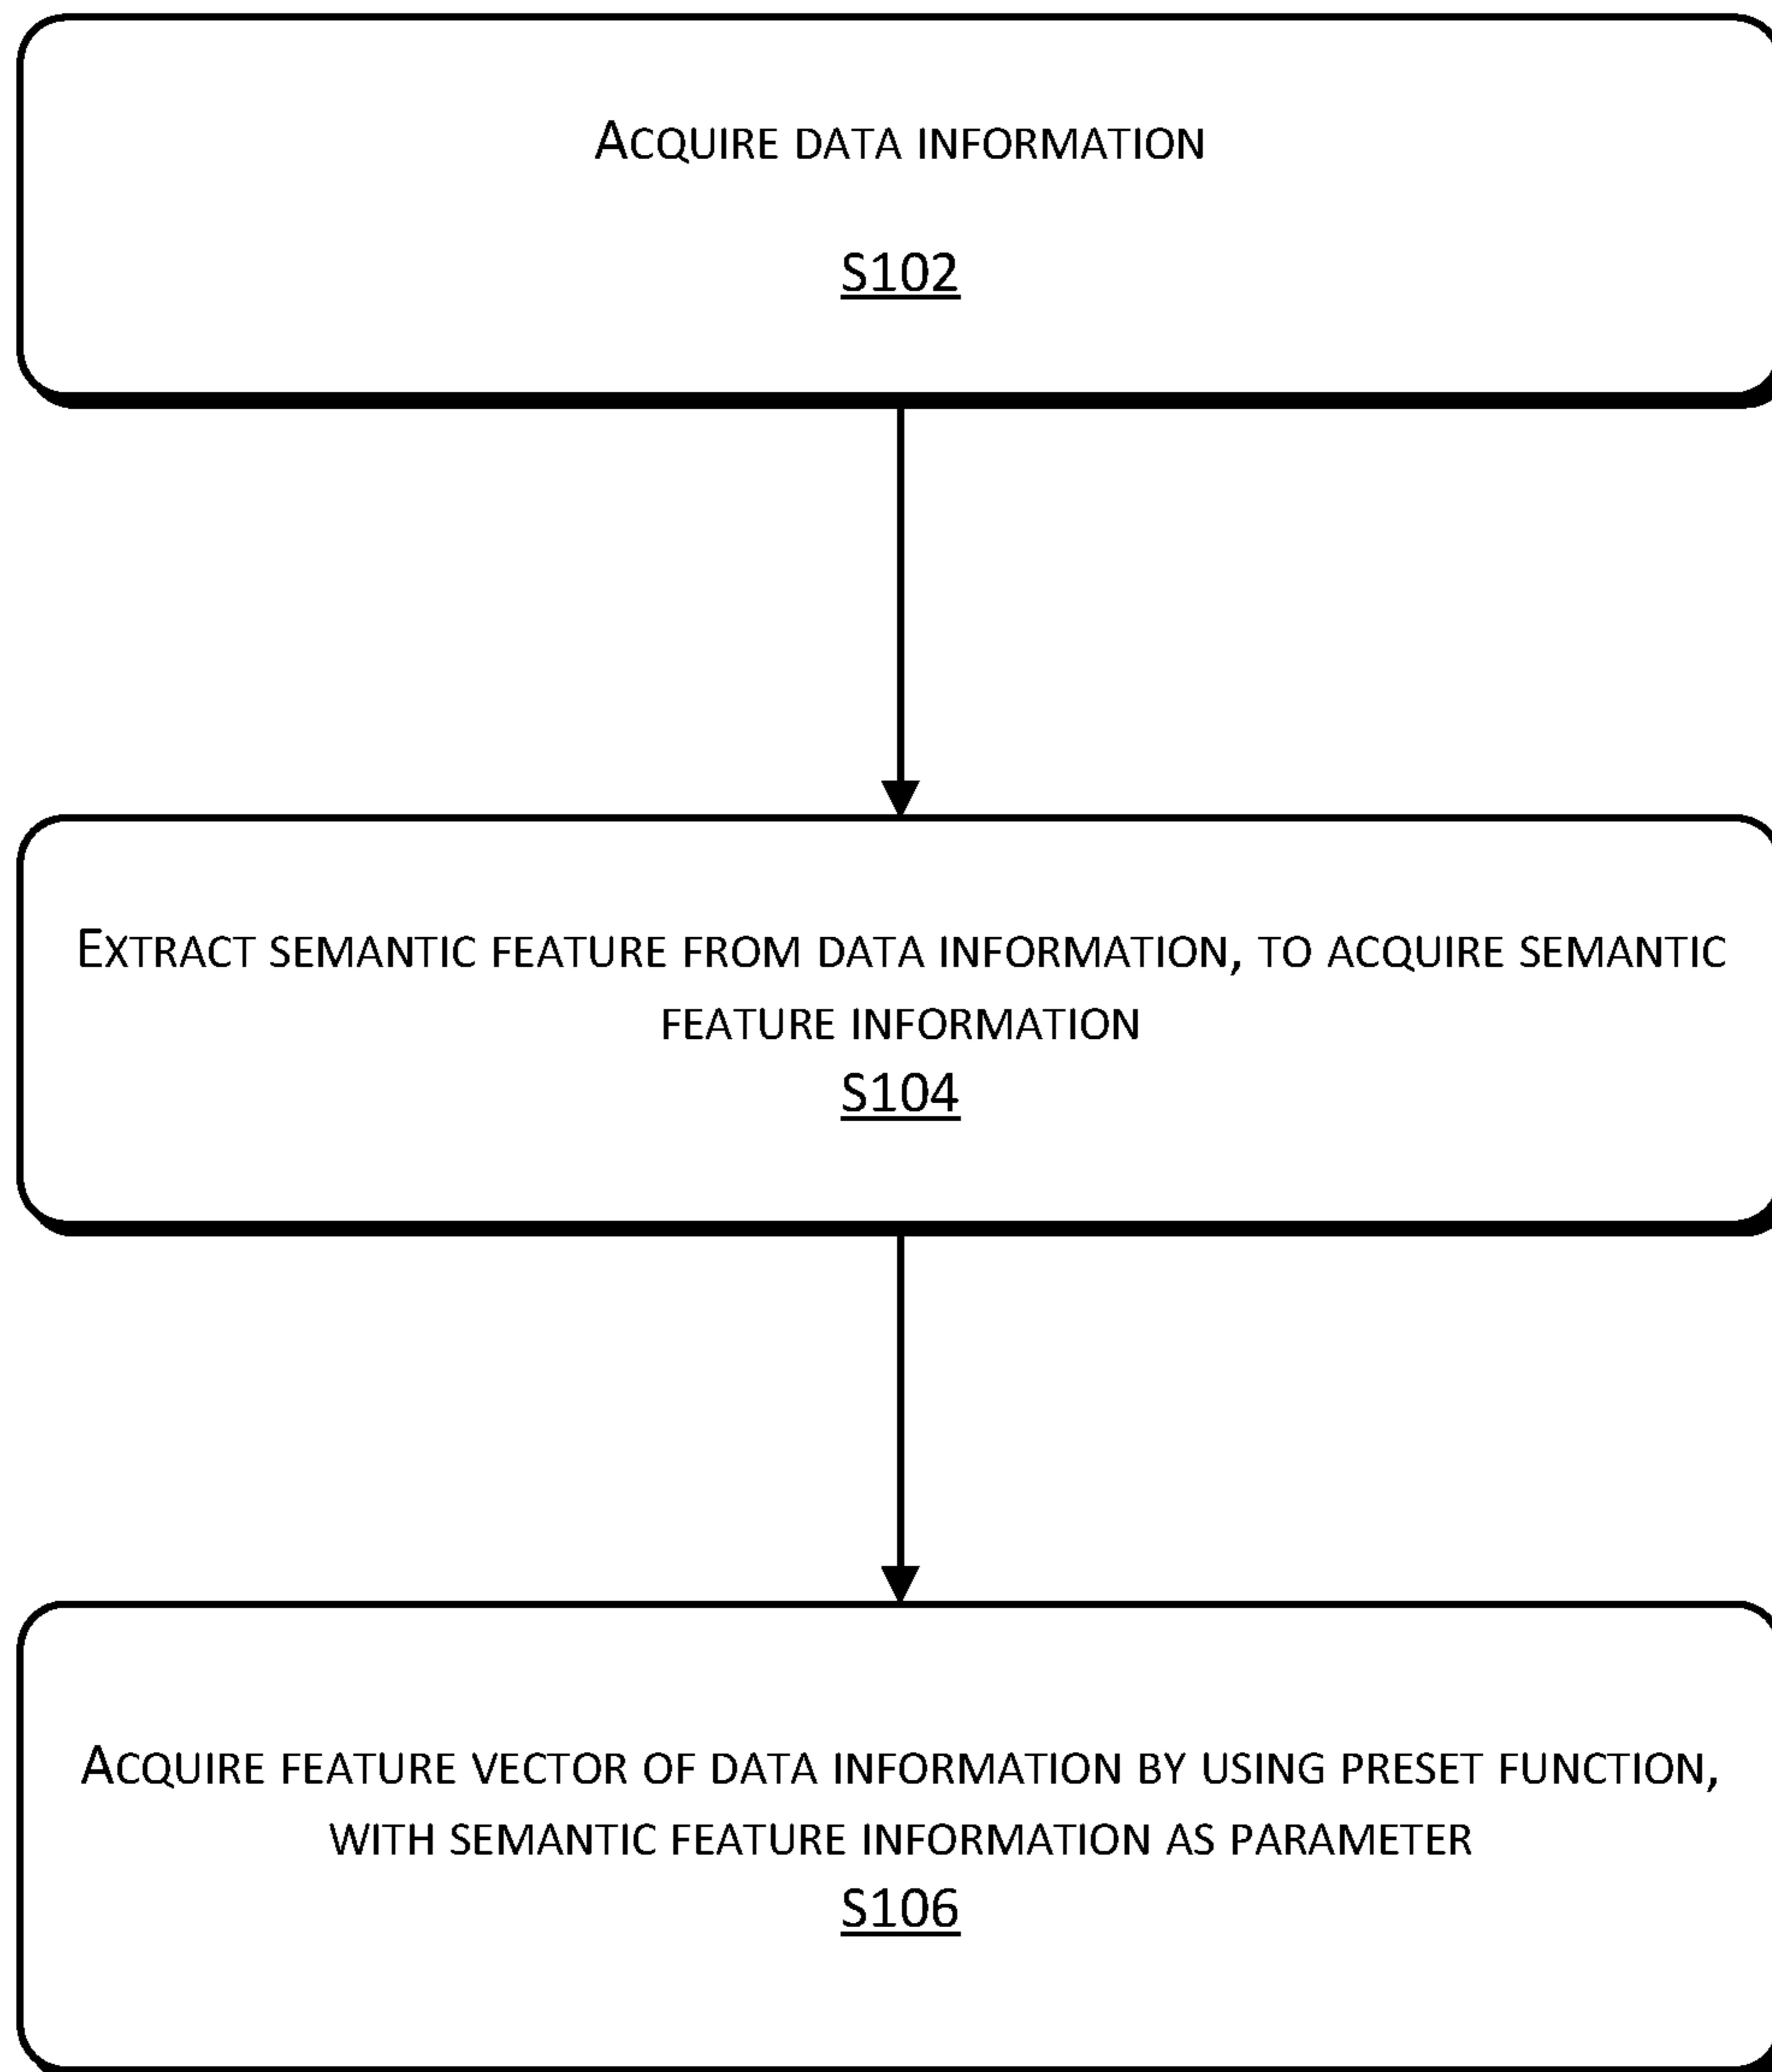 ACQUIRE DATA INFORMATION
S102
EXTRACT SEMANTIC FEATURE FROM DATA INFORMATION, TO ACQUIRE SEMANTIC
FEATURE INFORMATION
S104
ACQUIRE FEATURE VECTOR OF DATA INFORMATION BY USING PRESET FUNCTION,
WITH SEMANTIC FEATURE INFORMATION AS PARAMETER
S106